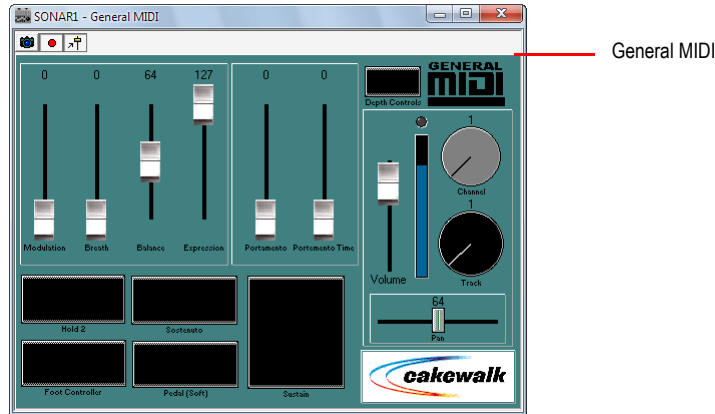 SONAR1 - General MIDI
General MIDI
0 0 64 127 0 0
GENERAL
MIDI
Depth Controls
1
Channel
1
Track
Modulation Breath Balance Expression Portamento Portamento Time
Volume
64
Pan
Hold 2 Sostenuto
Foot Controller Pedal (Soft) Sustain
cakewalk